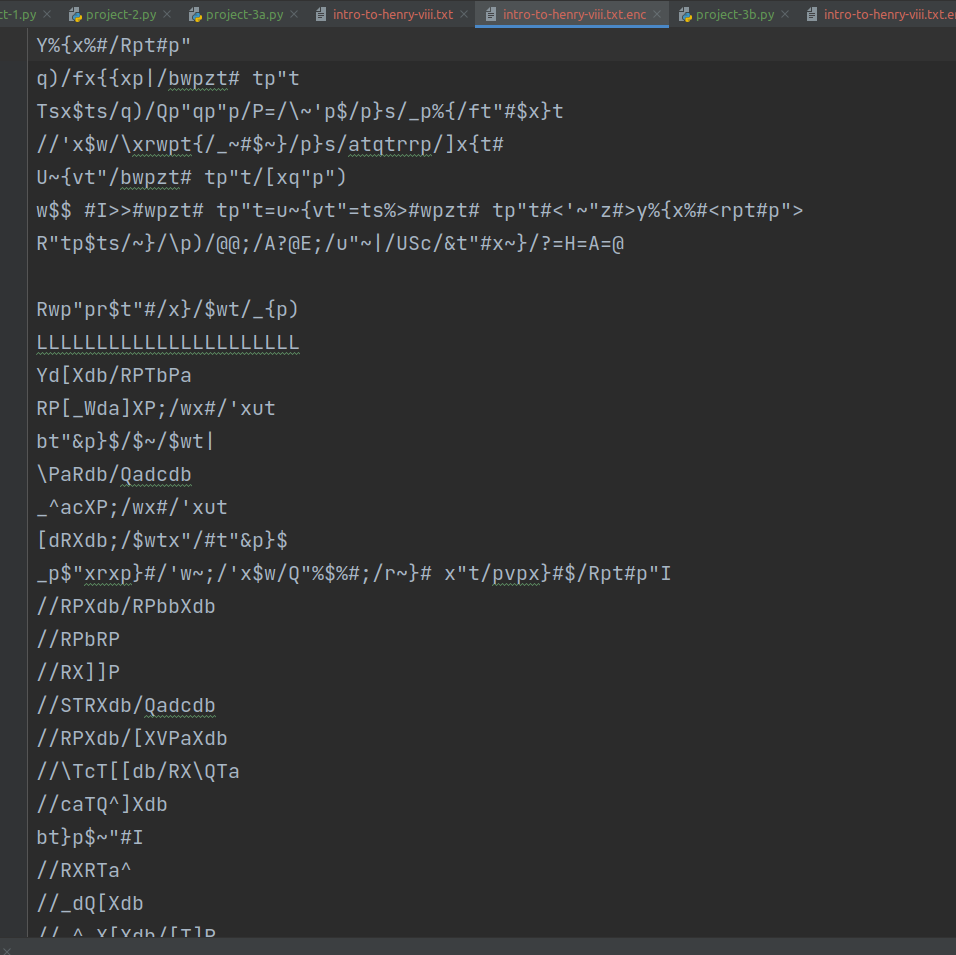 ct-1.py project-2.py project-3a.py intro-to-henry-viii.txt intro-to-henry-viii.txt.enc project-3b.py intro-to-henry-viii.txt.e
Y%{x%#/Rpt#p"
q)/fx{{xp|/bwpzt# tp"t
Tsx$ts/q)/Qp"qp"p/P=/\~'p$/p}s/_p%{/ft"#$x}t
//'x$w/\xrwpt{/_~#$~}/p}s/atqtrrp/]x{t#
U~{vt"/bwpzt# tp"t/[xq"p")
w$$ #I>>#wpzt# tp"t=u~{vt"=ts%>#wpzt# tp"t#<'~"z#>y%{x%#<rpt#p">
R"tp$ts/~}/\p)/@@;/A?@E;/u"~|/USc/&t"#x~}/?=H=A=@
Rwp"pr$t"#/x}/$wt/_{p)
LLLLLLLLLLLLLLLLLLLLLL
Yd[Xdb/RPTbPa
RP[_Wda]XP;/wx#/'xut
bt"&p}$/$~/$wt|
\PaRdb/Qadcdb
_^acXP;/wx#/'xut
[dRXdb;/$wtx"/#t"&p}$
_p$"xrxp}#/'w~;/'x$w/Q"%$%#;/r~}# x"t/pvpx}#$/Rpt#p"I
//RPXdb/RPbbXdb
//RPbRP
//RX]]P
//STRXdb/Qadcdb
//RPXdb/[XVPaXdb
//\TcT[[db/RX\QTa
//caTQ^]Xdb
bt}p$~"#I
//RXRTa^
//_dQ[Xdb
//_^_X[Xdb/[T]P